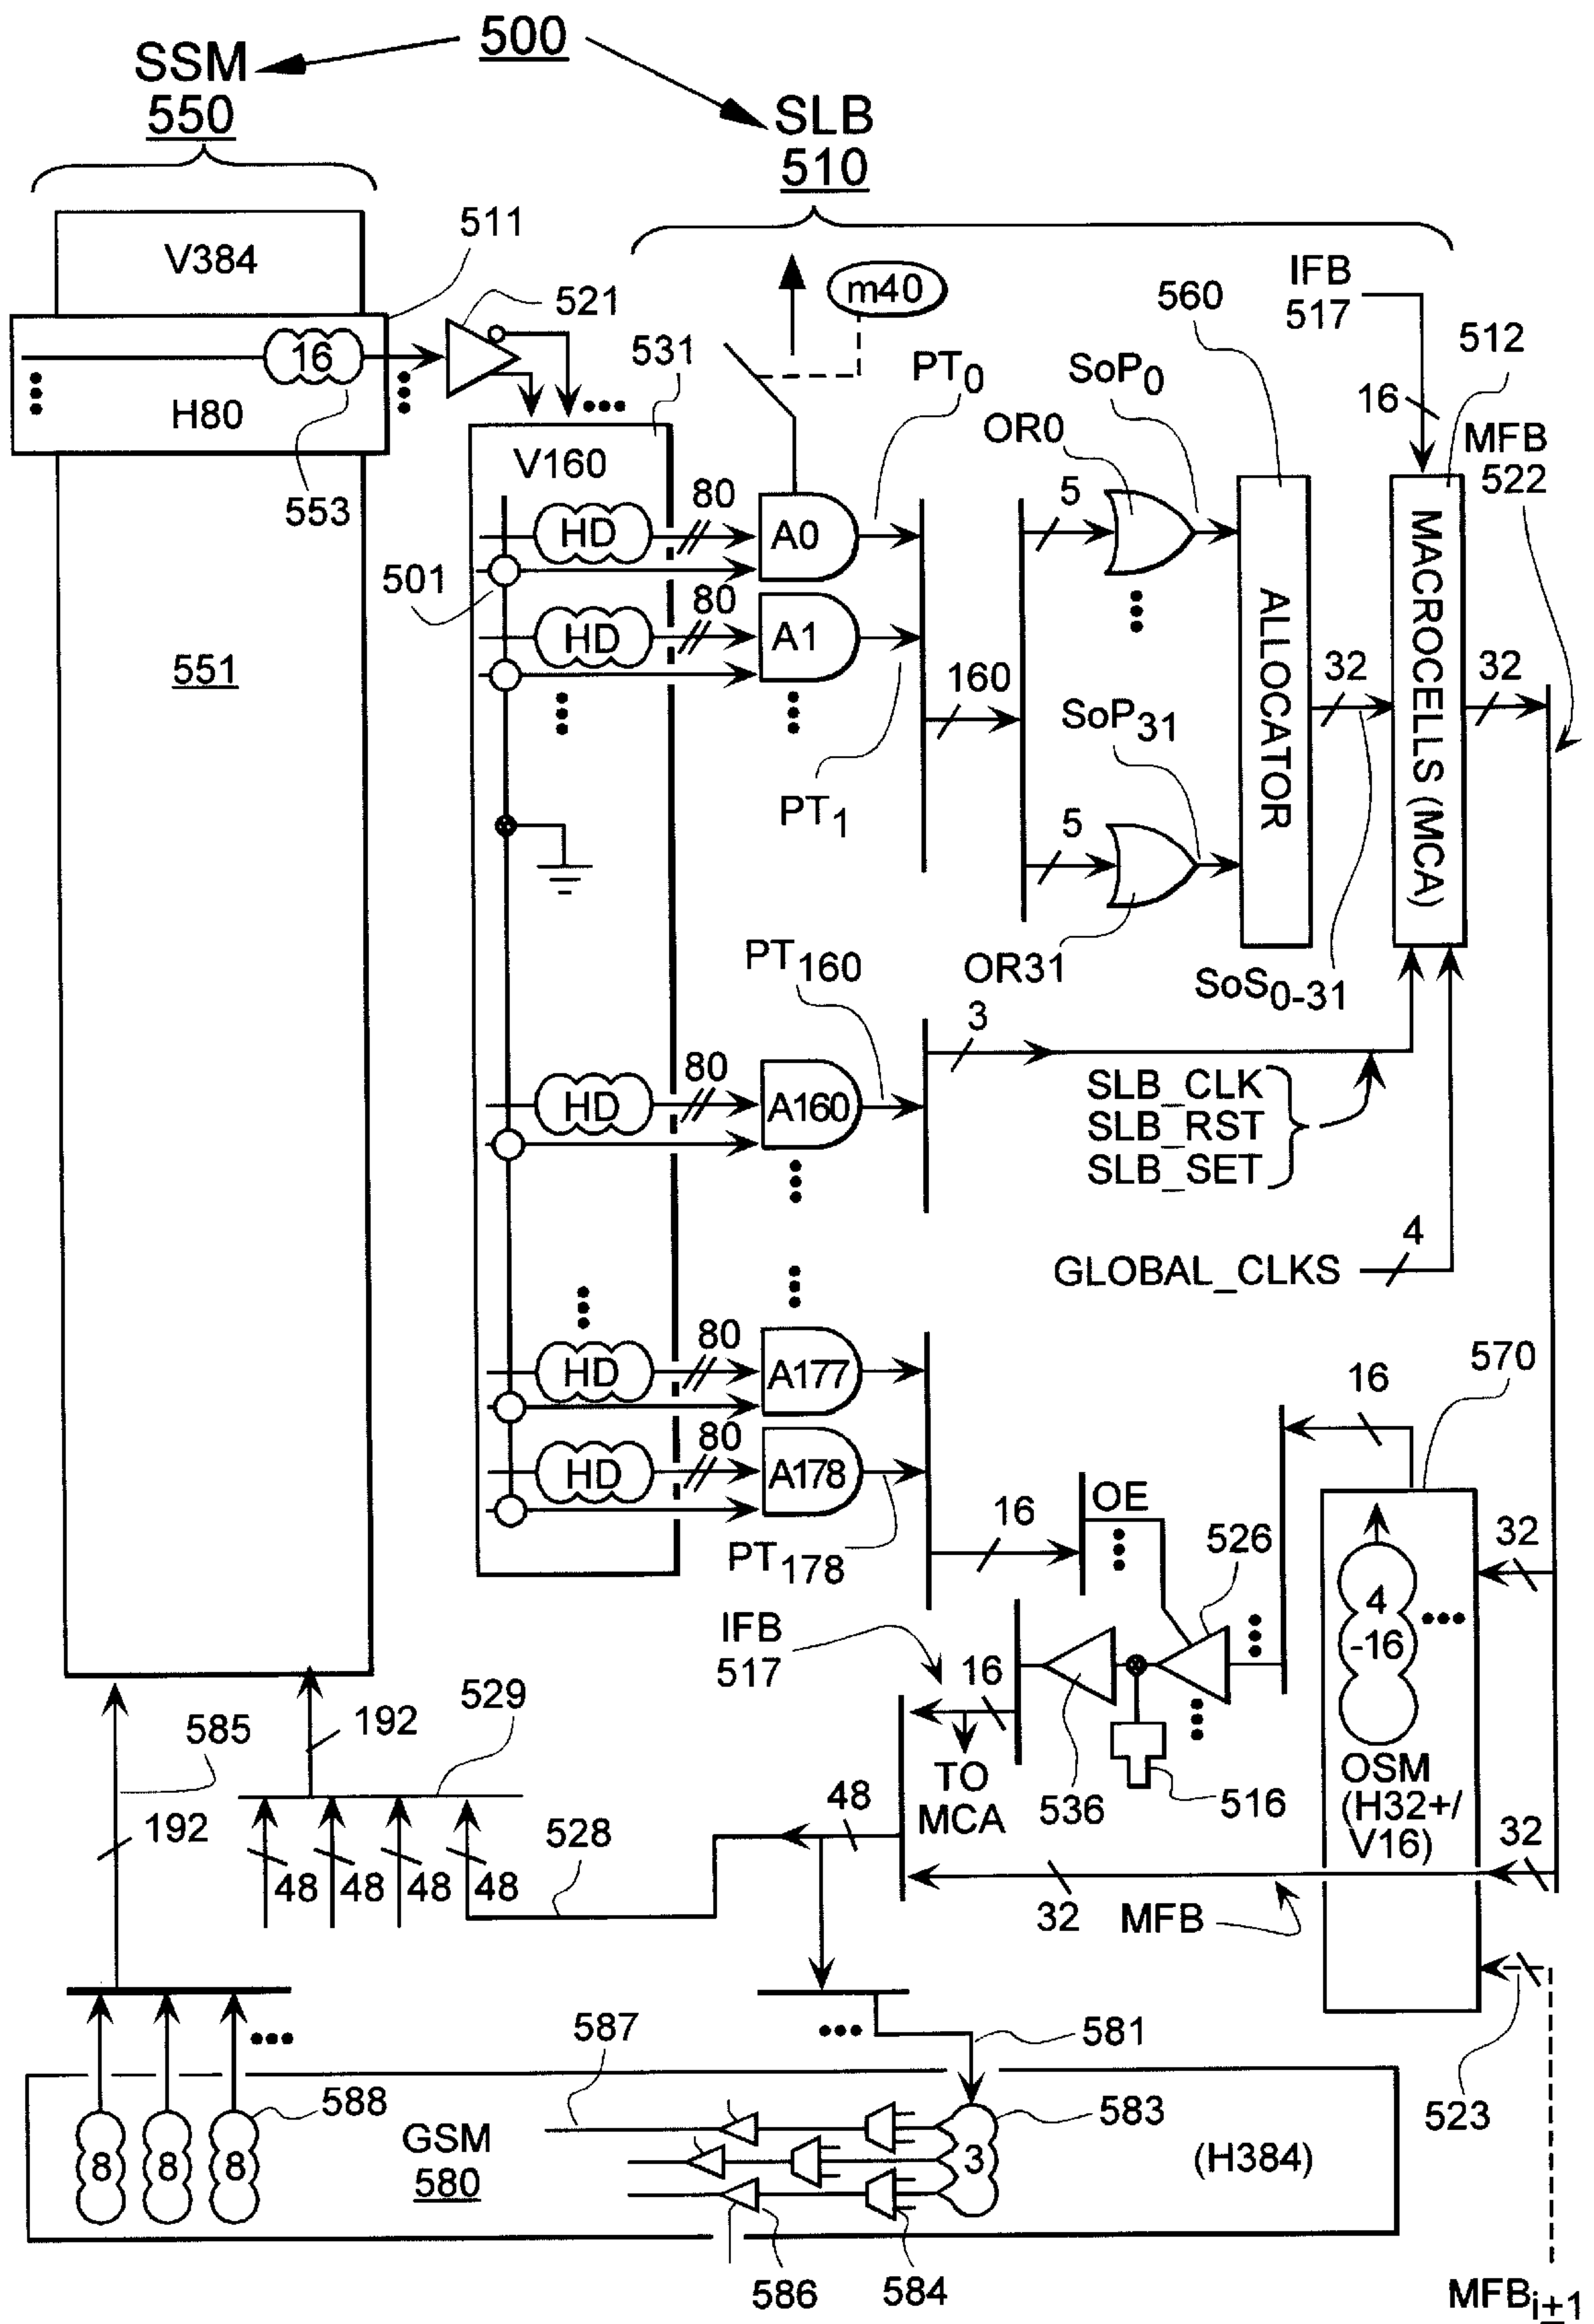 500
SSM
550
SLB
510
V384
511
521
m40
560
IFB
517
512
16
553
H80
531
V160
PT0
SoP0
OR0
5
16
MFB
522
501
HD
80
A0
HD
80
A1
551
160
PT1
SoP31
5
OR31
ALLOCATOR
32
SoS0-31
MACROCELLS (MCA)
32
PT160
3
HD
80
A160
SLB_CLK
SLB_RST
SLB_SET
4
GLOBAL_CLKS
HD
80
A177
HD
80
A178
PT178
16
570
16
OE
526
32
4
-16
IFB
517
16
TO
MCA
536
516
OSM
(H32+/
V16)
32
585
192
529
192
48
48
48
48
528
48
32
MFB
587
581
523
588
8
8
8
GSM
580
583
3
(H384)
586
584
MFBi±1